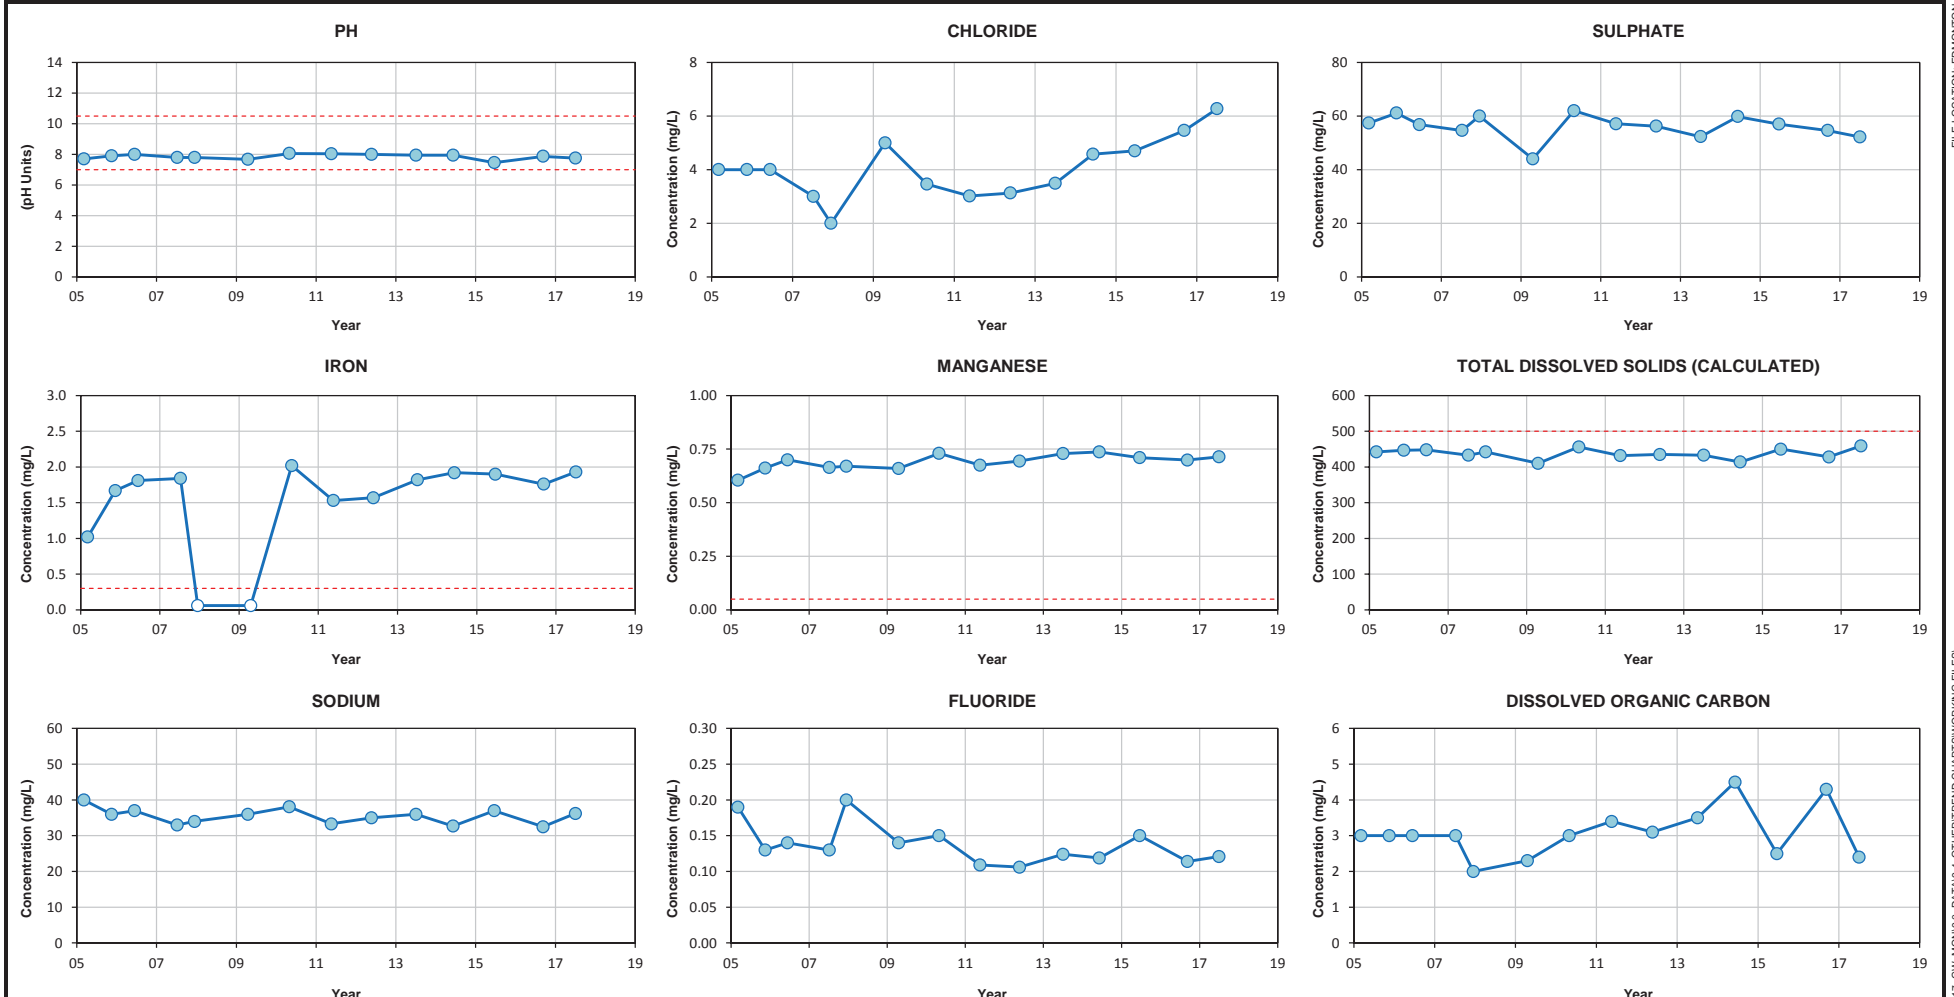 PH
14
12
10
8
6
4
2
0
(pH Units)
05 07 09 11 13 15 17 19
Year
CHLORIDE
8
6
4
2
0
Concentration (mg/L)
05 07 09 11 13 15 17 19
Year
SULPHATE
80
60
40
20
0
Concentration (mg/L)
05 07 09 11 13 15 17 19
Year
IRON
3.0
2.5
2.0
1.5
1.0
0.5
0.0
Concentration (mg/L)
05 07 09 11 13 15 17 19
Year
MANGANESE
1.00
0.75
0.50
0.25
0.00
Concentration (mg/L)
05 07 09 11 13 15 17 19
Year
TOTAL DISSOLVED SOLIDS (CALCULATED)
600
500
400
300
200
100
0
Concentration (mg/L)
05 07 09 11 13 15 17 19
Year
SODIUM
60
50
40
30
20
10
0
Concentration (mg/L)
05 07 09 11 13 15 17 19
Year
FLUORIDE
0.30
0.25
0.20
0.15
0.10
0.05
0.00
Concentration (mg/L)
05 07 09 11 13 15 17 19
Year
DISSOLVED ORGANIC CARBON
6
5
4
3
2
1
0
Concentration (mg/L)
05 07 09 11 13 15 17 19
Year